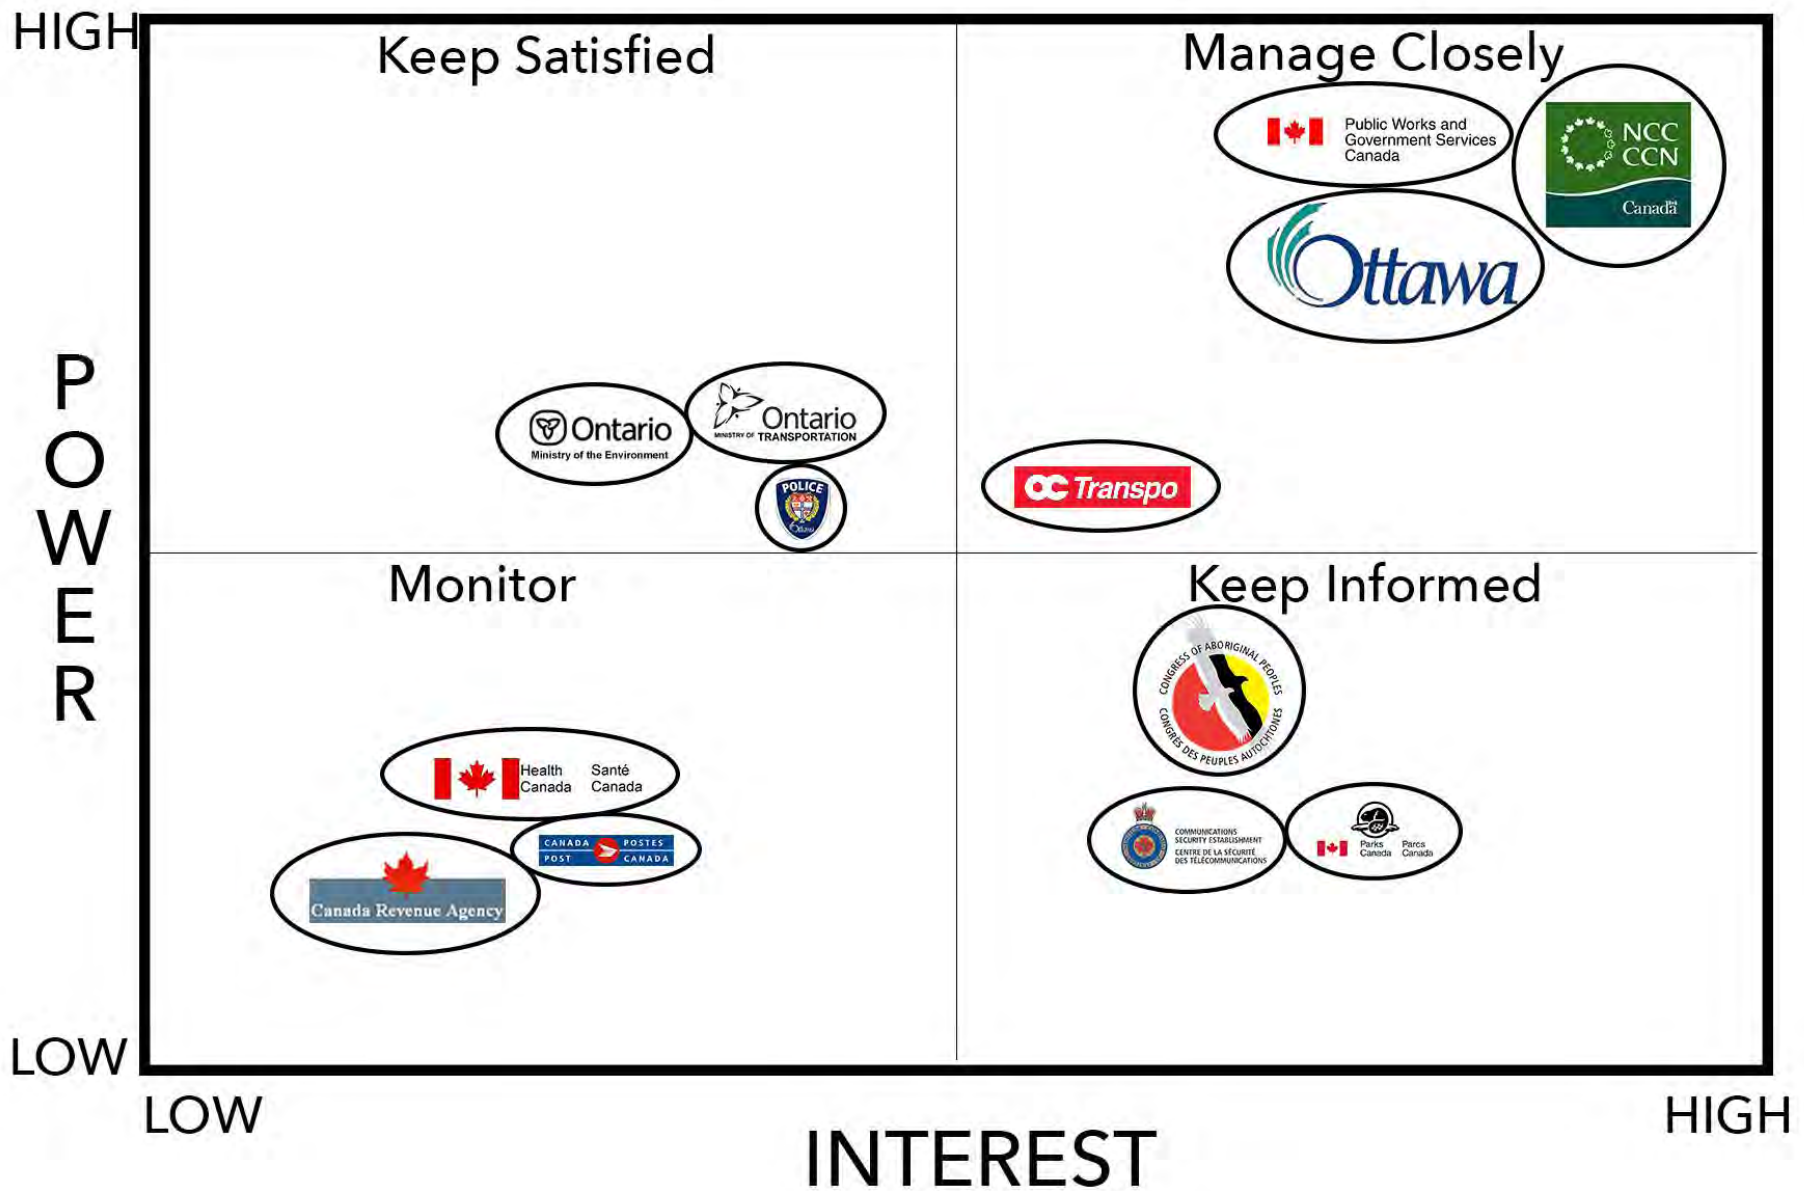 HIGH
Keep Satisfied
Manage Closely
Public Works and
Government Services
Canada
NCC
CCN
Canada
Ottawa
P
O
W
E
R
Ontario
Ministry of the Environment
Ontario
MINISTRY OF TRANSPORTATION
POLICE
Ottawa
OC Transpo
Monitor
Keep Informed
CONGRESS OF ABORIGINAL PEOPLES
CONGRÈS DES PEUPLES AUTOCHTONES
Health Canada
Santé Canada
CANADA POST
POSTES CANADA
Canada Revenue Agency
COMMUNICATIONS
SECURITY ESTABLISHMENT
CENTRE DE LA SÉCURITÉ
DES TÉLÉCOMMUNICATIONS
Parks Canada
Parcs Canada
LOW
LOW
HIGH
INTEREST